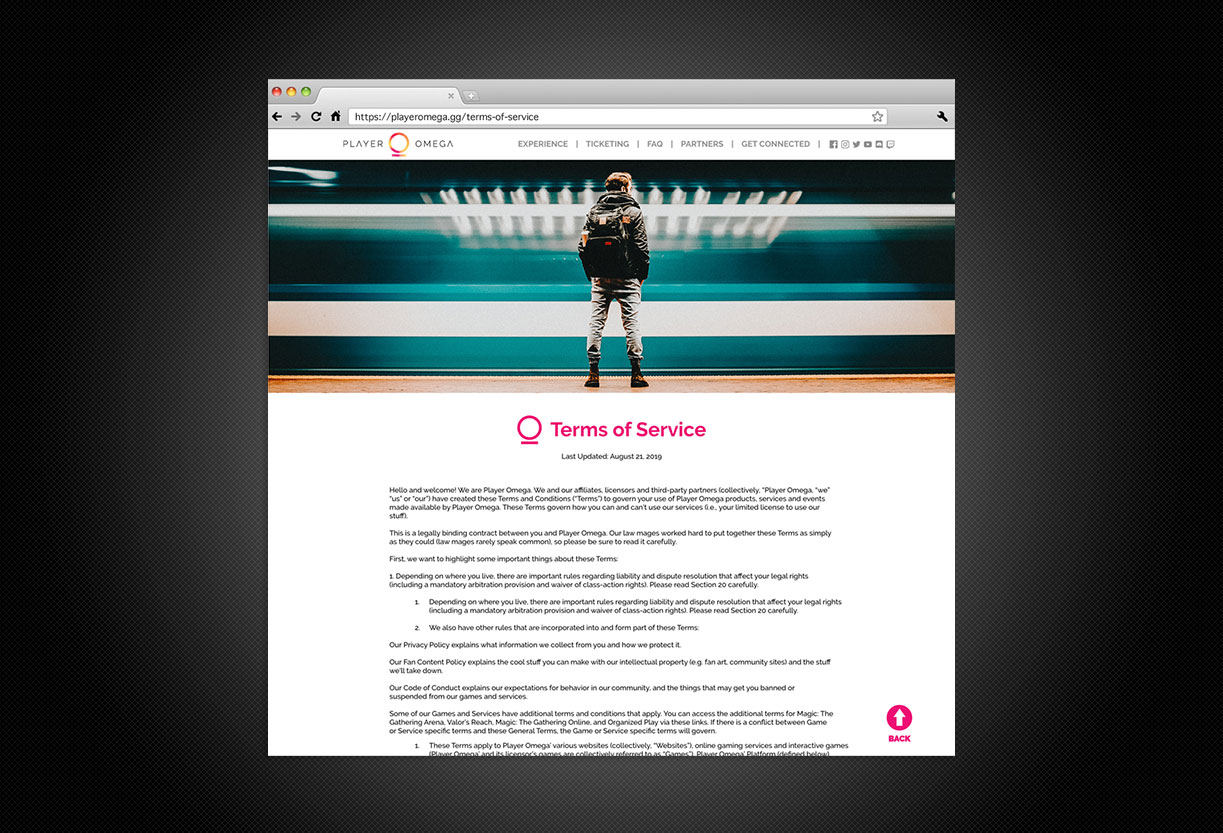 https://playeromega.gg/terms-of-service
PLAYER OMEGA
EXPERIENCE | TICKETING | FAQ | PARTNERS | GET CONNECTED |
Terms of Service
Last Updated: August 21, 2019
Hello and welcome! We are Player Omega. We and our affiliates, licensors and third-party partners (collectively, “Player Omega, “we”
“us” or “our”) have created these Terms and Conditions (“Terms”) to govern your use of Player Omega products, services and events
made available by Player Omega. These Terms govern how you can and can’t use our services (i.e., your limited license to use our
stuff).
This is a legally binding contract between you and Player Omega. Our law mages worked hard to put together these Terms as simply
as they could (law mages rarely speak common), so please be sure to read it carefully.
First, we want to highlight some important things about these Terms:
1. Depending on where you live, there are important rules regarding liability and dispute resolution that affect your legal rights
(including a mandatory arbitration provision and waiver of class-action rights). Please read Section 20 carefully.
1. Depending on where you live, there are important rules regarding liability and dispute resolution that affect your legal rights
(including a mandatory arbitration provision and waiver of class-action rights). Please read Section 20 carefully.
2. We also have other rules that are incorporated into and form part of these Terms:
Our Privacy Policy explains what information we collect from you and how we protect it.
Our Fan Content Policy explains the cool stuff you can make with our intellectual property (e.g. fan art, community sites) and the stuff
we’ll take down.
Our Code of Conduct explains our expectations for behavior in our community, and the things that may get you banned or
suspended from our games and services.
Some of our Games and Services have additional terms and conditions that apply. You can access the additional terms for Magic: The
Gathering Arena, Valor’s Reach, Magic: The Gathering Online, and Organized Play via these links. If there is a conflict between Game
or Service specific terms and these General Terms, the Game or Service specific terms will govern.
1. These Terms apply to Player Omega’ various websites (collectively, “Websites”), online gaming services and interactive games
(Player Omega’ and its licensor’s games are collectively referred to as “Games”), Player Omega’ Platform (defined below)
BACK